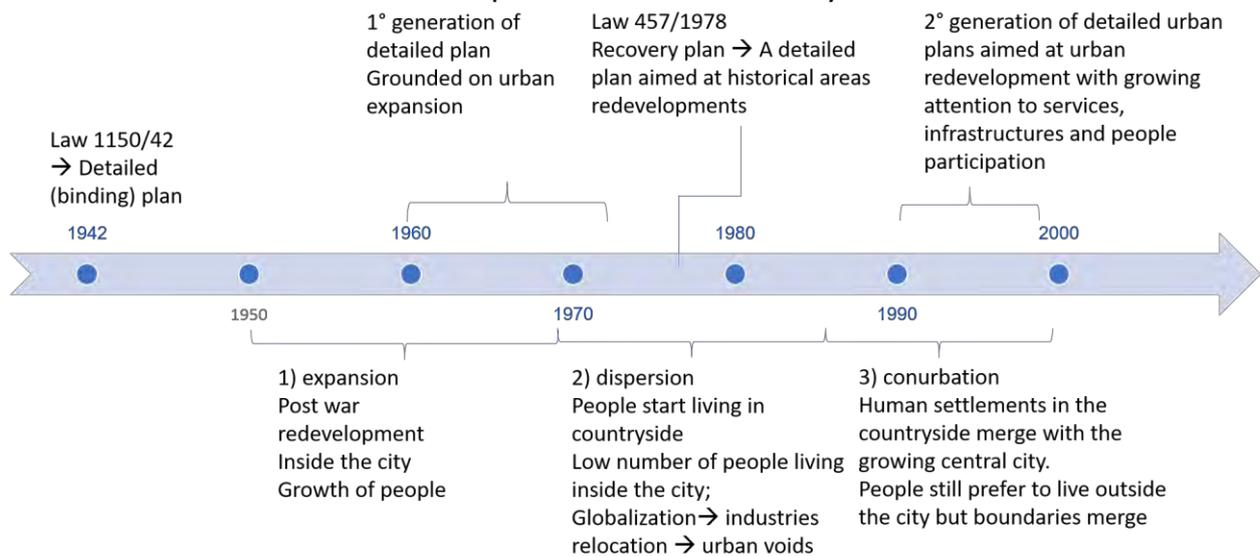 1° generation of
detailed plan
Grounded on urban
expansion
Law 457/1978
Recovery plan → A detailed
plan aimed at historical areas
redevelopments
2° generation of detailed urban
plans aimed at urban
redevelopment with growing
attention to services,
infrastructures and people
participation
Law 1150/42
→ Detailed
(binding) plan
1942
1960
1980
2000
1950
1970
1990
1) expansion
Post war
redevelopment
Inside the city
Growth of people
2) dispersion
People start living in
countryside
Low number of people living
inside the city;
Globalization→ industries
relocation → urban voids
3) conurbation
Human settlements in the
countryside merge with the
growing central city.
People still prefer to live outside
the city but boundaries merge